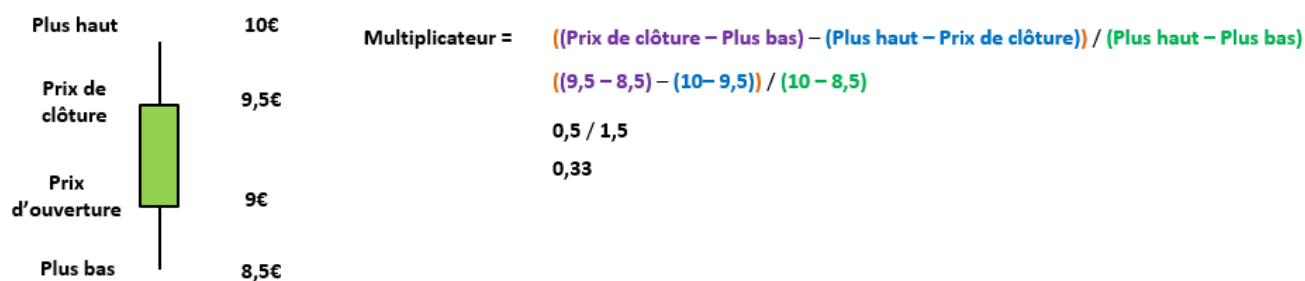 Plus haut 10€
Prix de
clôture 9,5€
Prix
d'ouverture 9€
Plus bas 8,5€
Multiplicateur = ((Prix de clôture – Plus bas) – (Plus haut – Prix de clôture)) / (Plus haut – Plus bas)
((9,5 – 8,5) – (10– 9,5)) / (10 – 8,5)
0,5 / 1,5
0,33